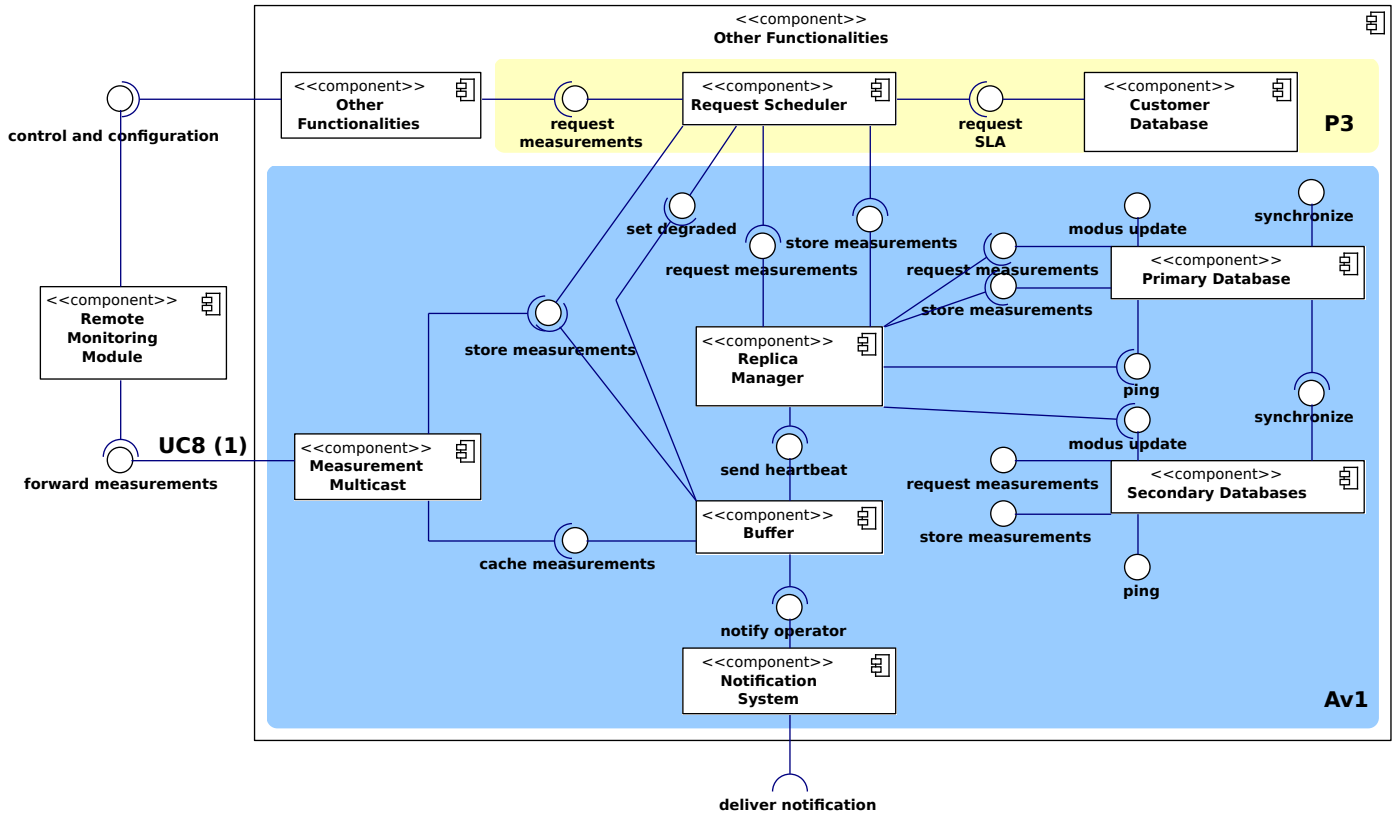 <<component>>
Other Functionalities
<<component>>
Other
Functionalities
<<component>>
Request Scheduler
<<component>>
Customer
Database
control and configuration
request
measurements
request
SLA
P3
set degraded
store measurements
request measurements
modus update
synchronize
request measurements
<<component>>
Primary Database
<<component>>
Remote
Monitoring
Module
store measurements
store measurements
<<component>>
Replica
Manager
ping
synchronize
modus update
UC8 (1)
<<component>>
Measurement
Multicast
send heartbeat
forward measurements
request measurements
<<component>>
Secondary Databases
<<component>>
Buffer
store measurements
cache measurements
ping
notify operator
<<component>>
Notification
System
Av1
deliver notification